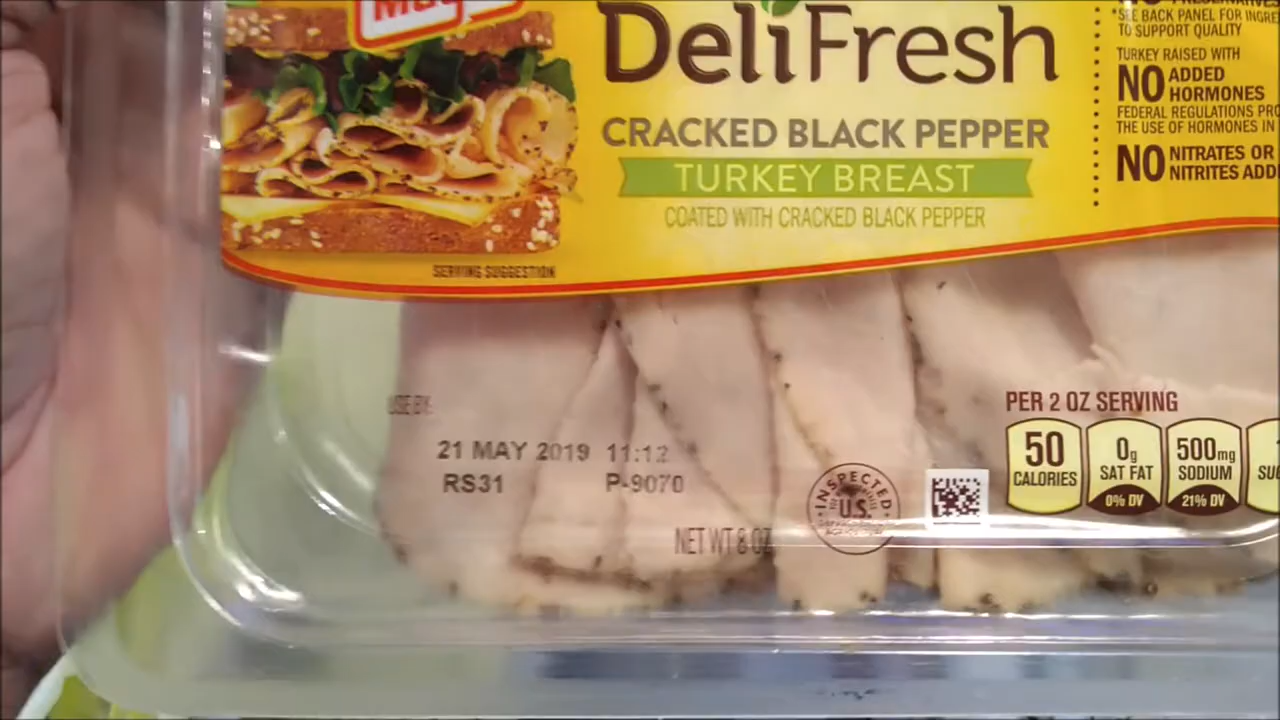 DeliFresh
CRACKED BLACK PEPPER
TURKEY BREAST
COATED WITH CRACKED BLACK PEPPER
SERVING SUGGESTION
*SEE BACK PANEL FOR INGRE
TO SUPPORT QUALITY
TURKEY RAISED WITH
NO ADDED
HORMONES
FEDERAL REGULATIONS PRO
THE USE OF HORMONES IN
NO NITRATES OR
NITRITES ADD
USE BY:
21 MAY 2019 11:12
RS31 P-9070
NET WT 8 OZ
INSPECTED
U.S.
PER 2 OZ SERVING
50
CALORIES
0g
SAT FAT
0% DV
500mg
SODIUM
21% DV